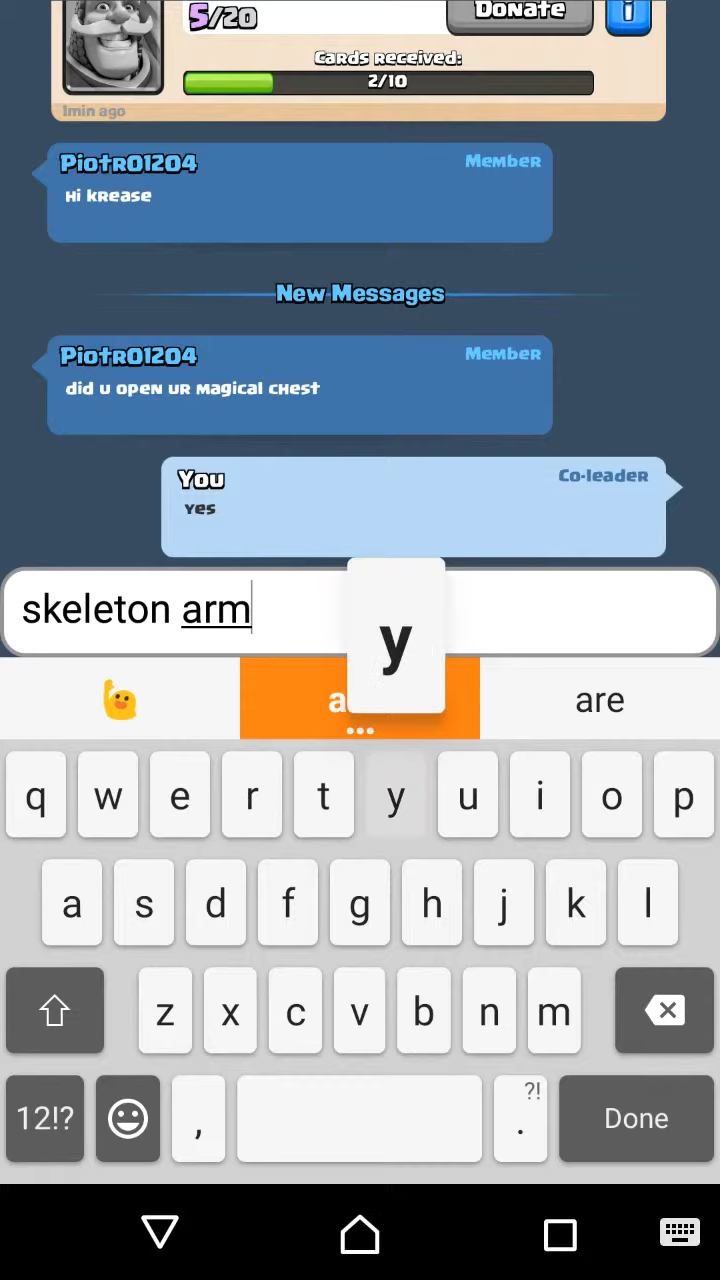 5/20
Donate
i
Cards received:
2/10
1min ago
Piotr01204 Member
Hi krease
New Messages
Piotr01204 Member
did u open ur magical chest
You Co-leader
yes
skeleton arm
y
a
are
q w e r t y u i o p
a s d f g h j k l
z x c v b n m
?!
12!? , . Done